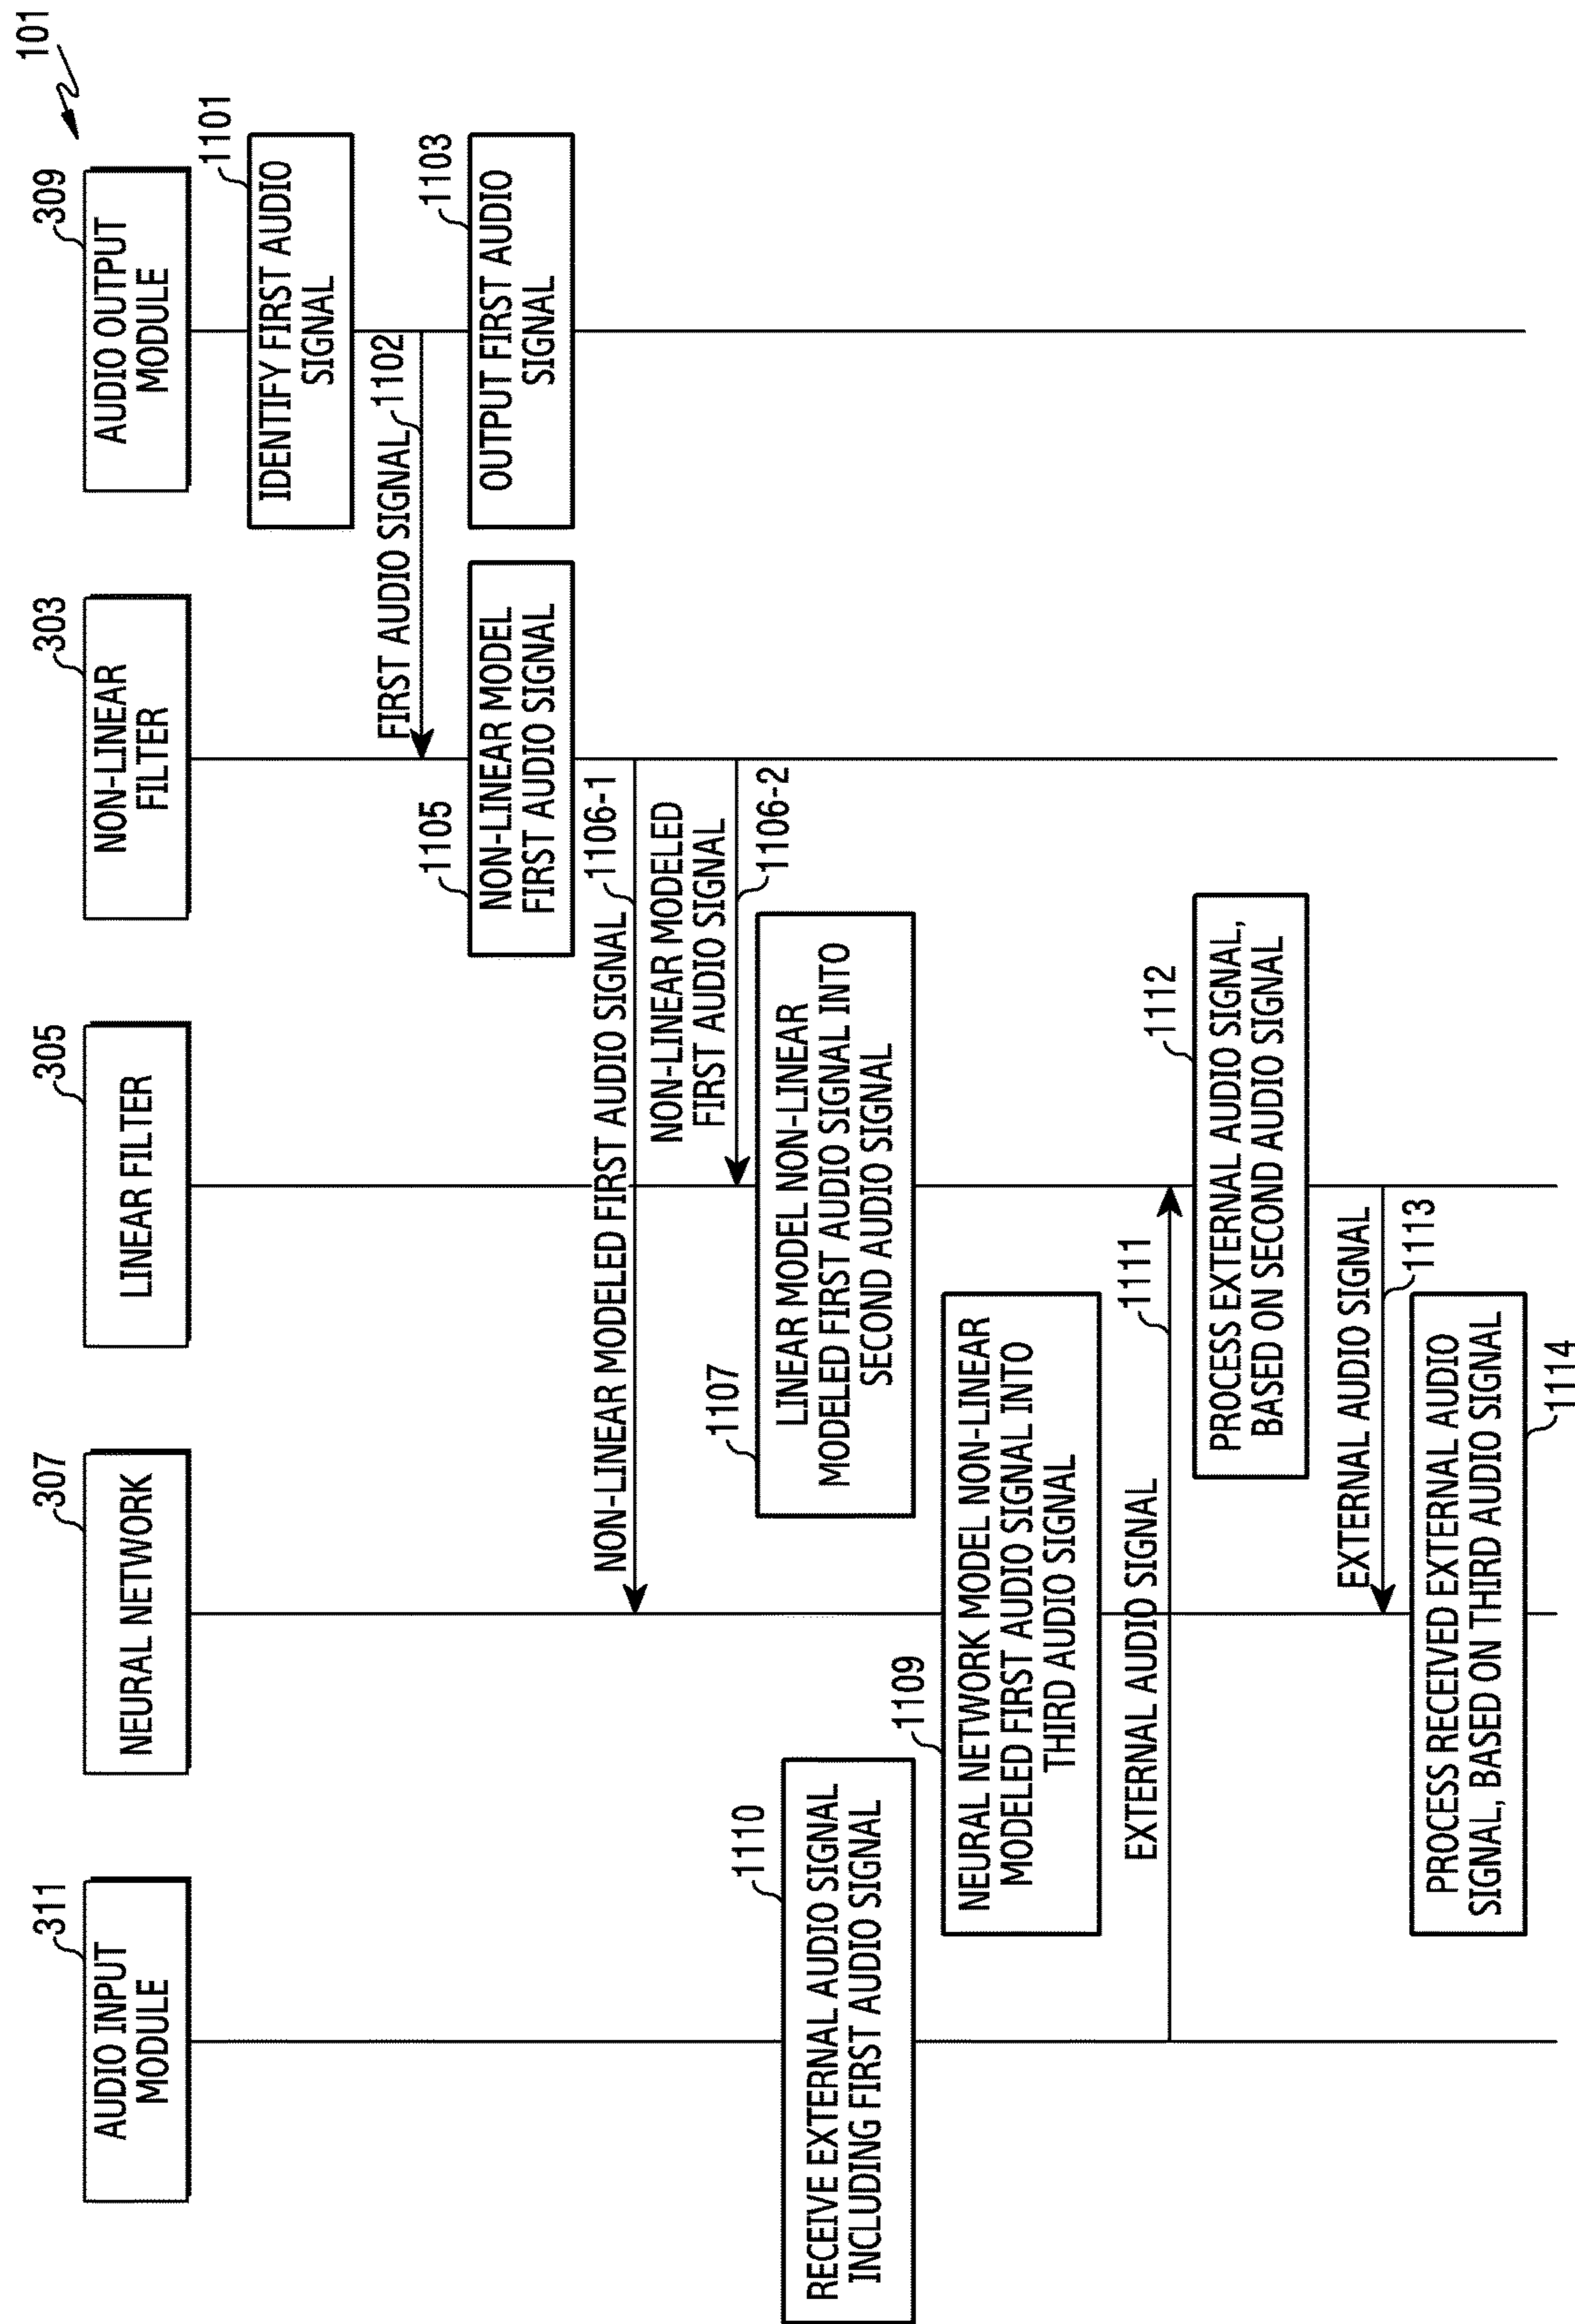 101
311
AUDIO INPUT
MODULE
307
NEURAL NETWORK
305
LINEAR FILTER
303
NON-LINEAR
FILTER
309
AUDIO OUTPUT
MODULE
1101
IDENTIFY FIRST AUDIO
SIGNAL
FIRST AUDIO SIGNAL
1102
1105
NON-LINEAR MODEL
FIRST AUDIO SIGNAL
1103
OUTPUT FIRST AUDIO
SIGNAL
NON-LINEAR MODELED FIRST AUDIO SIGNAL
1106-1
NON-LINEAR MODELED
FIRST AUDIO SIGNAL
1106-2
1110
RECEIVE EXTERNAL AUDIO SIGNAL
INCLUDING FIRST AUDIO SIGNAL
1107
LINEAR MODEL NON-LINEAR
MODELED FIRST AUDIO SIGNAL INTO
SECOND AUDIO SIGNAL
1109
NEURAL NETWORK MODEL NON-LINEAR
MODELED FIRST AUDIO SIGNAL INTO
THIRD AUDIO SIGNAL
EXTERNAL AUDIO SIGNAL
1111
1112
PROCESS EXTERNAL AUDIO SIGNAL,
BASED ON SECOND AUDIO SIGNAL
EXTERNAL AUDIO SIGNAL
1113
PROCESS RECEIVED EXTERNAL AUDIO
SIGNAL, BASED ON THIRD AUDIO SIGNAL
1114